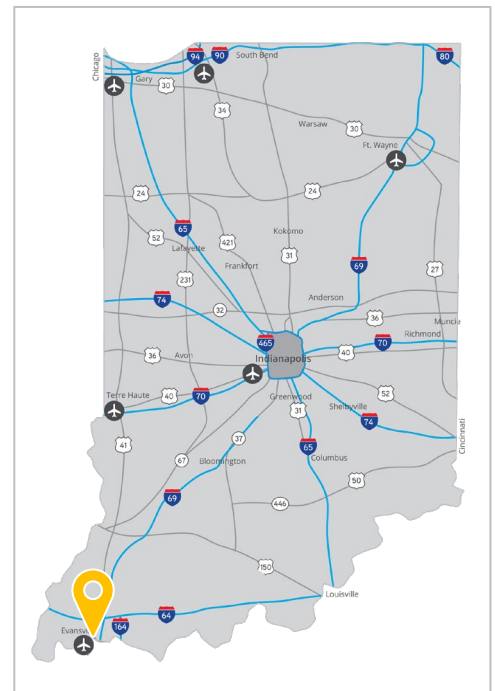 Chicago
94
90
South Bend
80
Gary
30
34
Warsaw
30
Ft. Wayne
24
24
65
52
421
Kokomo
Lafayette
31
Frankfort
69
27
231
74
Anderson
32
36
Muncie
465
Richmond
Indianapolis
70
36
Avon
40
Terre Haute
40
70
Greenwood
52
31
Shelbyville
74
Cincinnati
41
37
65
67
Bloomington
Columbus
50
69
446
150
Louisville
64
Evansv
164